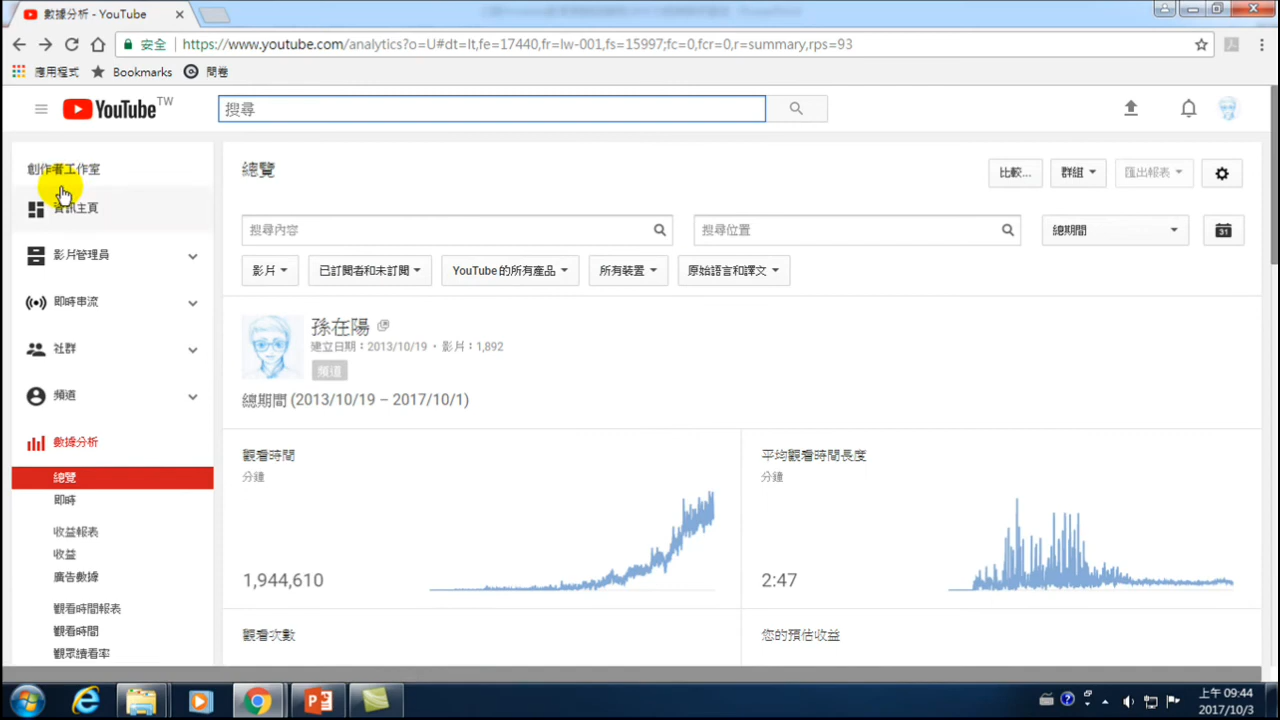 數據分析 - YouTube
安全 https://www.youtube.com/analytics?o=U#dt=lt,fe=17440,fr=lw-001,fs=15997;fc=0,fcr=0,r=summary,rps=93
應用程式 Bookmarks 問卷
YouTube TW 搜尋
創作者工作室
資訊主頁
影片管理員
即時串流
社群
頻道
數據分析
總覽
即時
收益報表
收益
廣告數據
觀看時間報表
觀看時間
觀眾續看率
總覽
比較... 群組 匯出報表
搜尋內容 搜尋位置 總期間 31
影片 已訂閱者和未訂閱 YouTube 的所有產品 所有裝置 原始語言和譯文
孫在陽
建立日期：2013/10/19 • 影片：1,892
頻道
總期間 (2013/10/19 – 2017/10/1)
觀看時間
分鐘
1,944,610
平均觀看時間長度
分鐘
2:47
觀看次數
您的預估收益
上午 09:44
2017/10/3